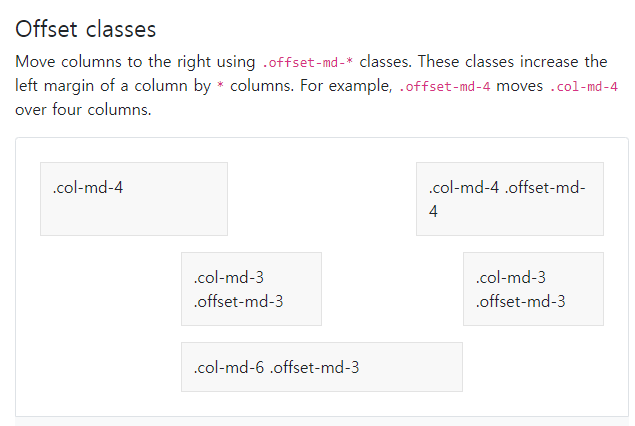 Offset classes
Move columns to the right using .offset-md-* classes. These classes increase the
left margin of a column by * columns. For example, .offset-md-4 moves .col-md-4
over four columns.
.col-md-4
.col-md-4 .offset-md-
4
.col-md-3
.offset-md-3
.col-md-3
.offset-md-3
.col-md-6 .offset-md-3